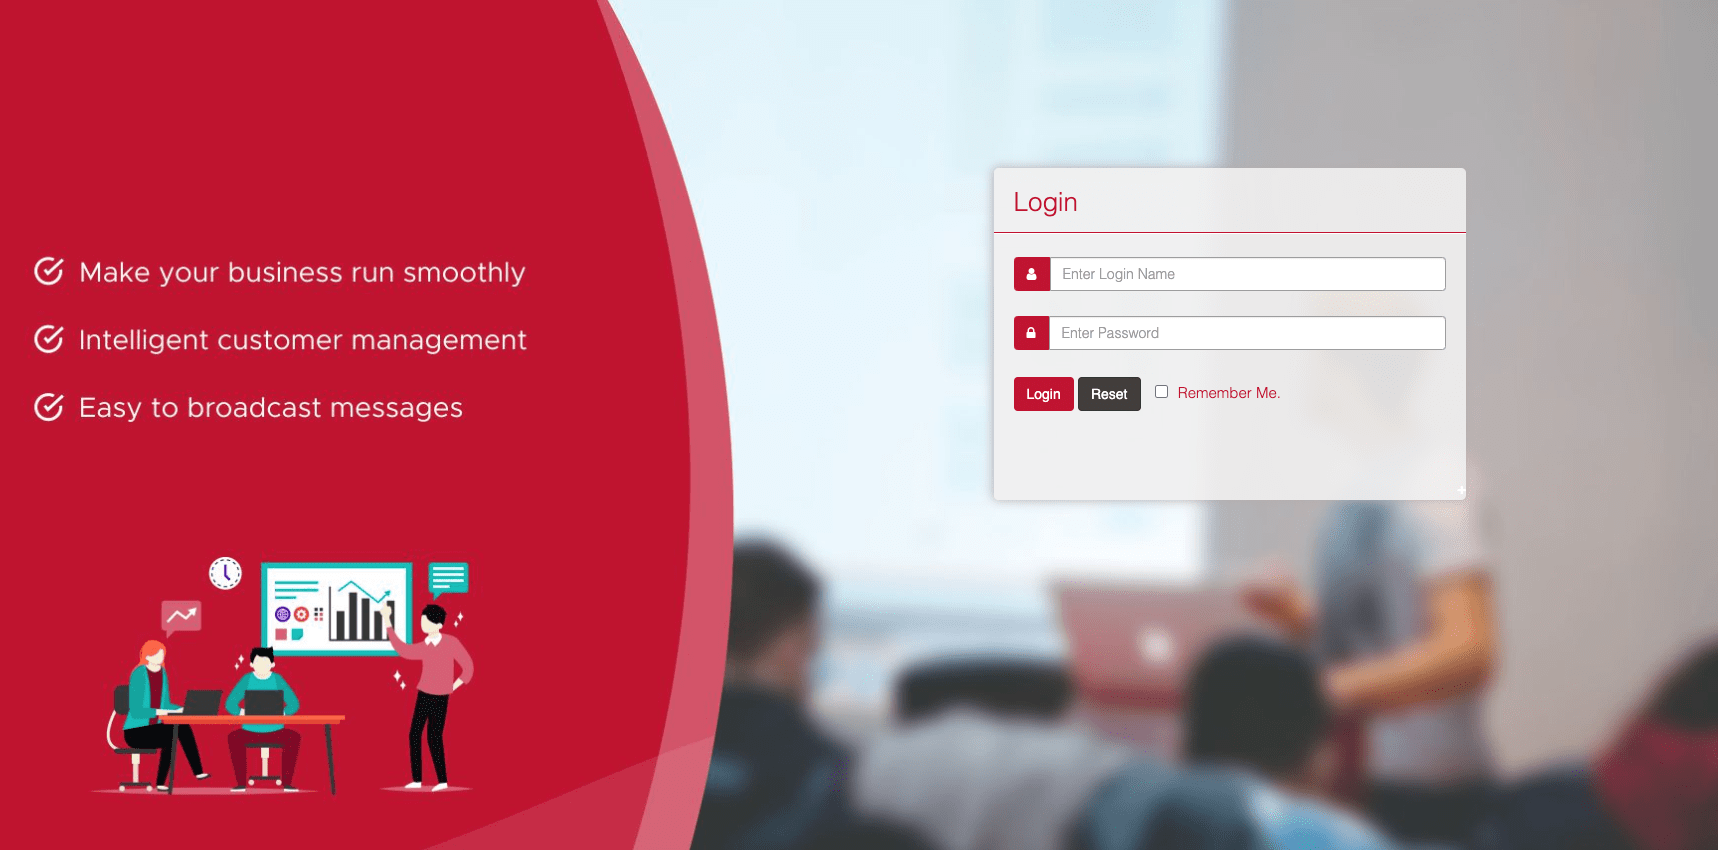 Make your business run smoothly
Intelligent customer management
Easy to broadcast messages
Login
Enter Login Name
Enter Password
Login Reset Remember Me.